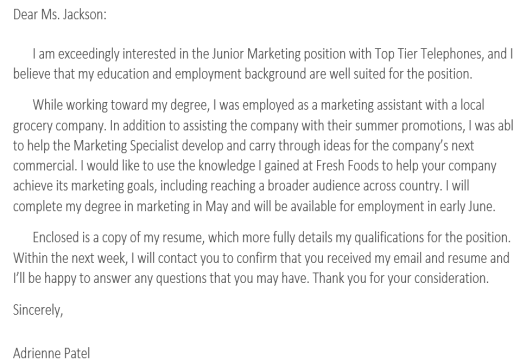 Dear Ms. Jackson:
I am exceedingly interested in the Junior Marketing position with Top Tier Telephones, and I
believe that my education and employment background are well suited for the position.
While working toward my degree, I was employed as a marketing assistant with a local
grocery company. In addition to assisting the company with their summer promotions, I was abl
to help the Marketing Specialist develop and carry through ideas for the company's next
commercial. I would like to use the knowledge I gained at Fresh Foods to help your company
achieve its marketing goals, including reaching a broader audience across country. I will
complete my degree in marketing in May and will be available for employment in early June.
Enclosed is a copy of my resume, which more fully details my qualifications for the position.
Within the next week, I will contact you to confirm that you received my email and resume and
I'll be happy to answer any questions that you may have. Thank you for your consideration.
Sincerely,
Adrienne Patel